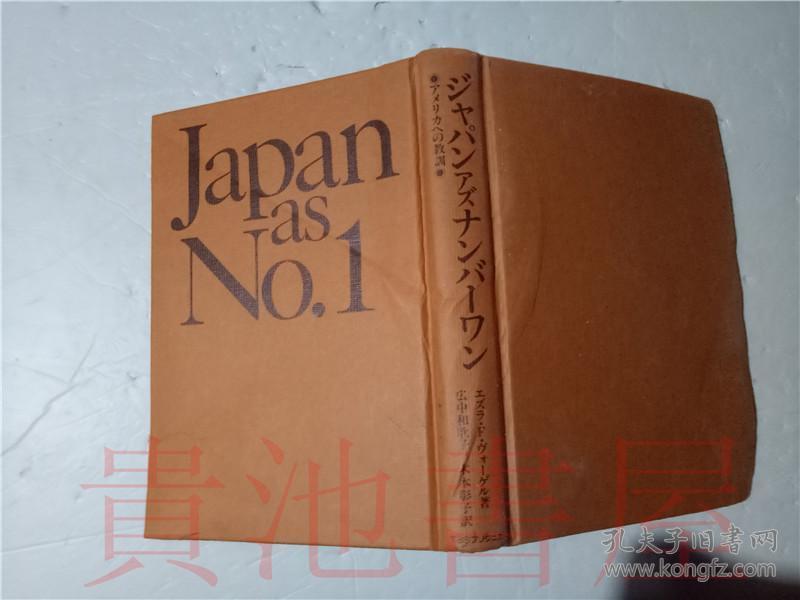 Japan
as
No.1
ジャパンアズナンバーワン
●アメリカへの教訓●
エズラ・F・ヴォーゲル著
広中和歌子 木本彰子訳
貴池書屋
孔夫子旧书网
www.kongfz.com